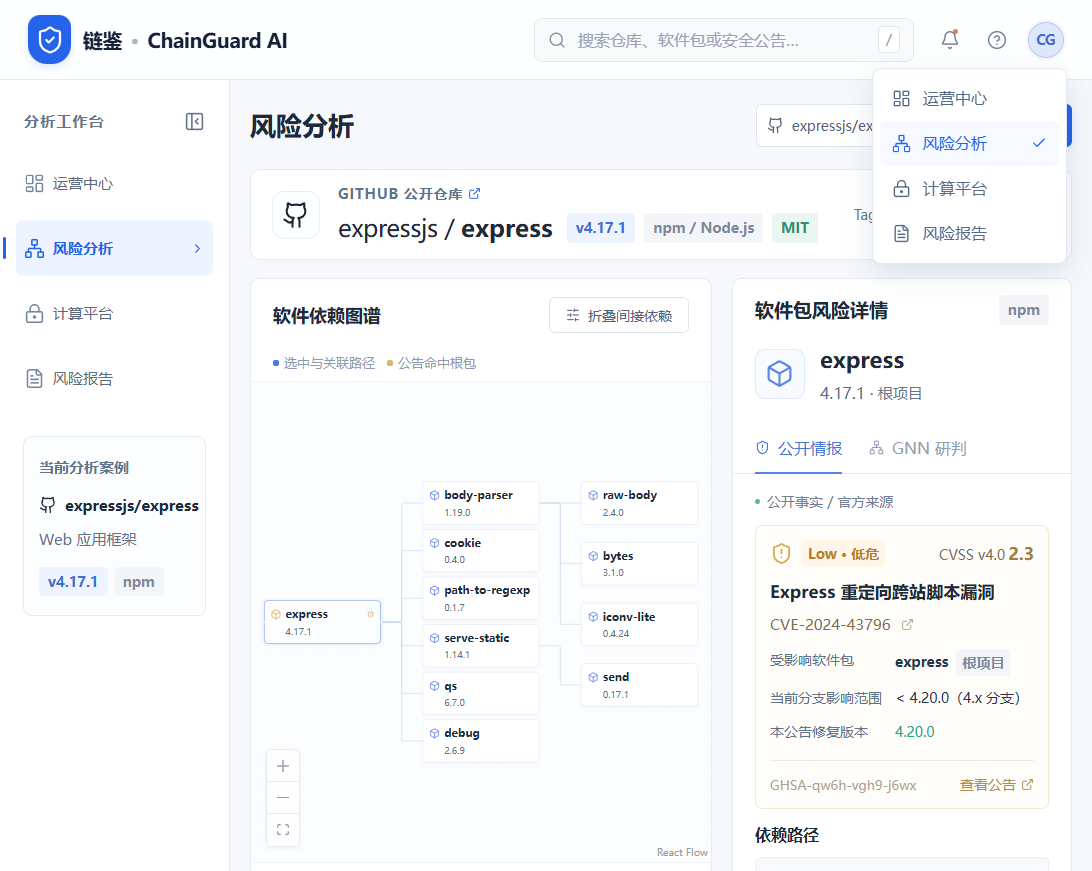 链鉴 • ChainGuard AI
搜索仓库、软件包或安全公告...
/
CG
运营中心
风险分析
计算平台
风险报告
分析工作台
运营中心
风险分析
计算平台
风险报告
当前分析案例
expressjs/express
Web 应用框架
v4.17.1 npm
风险分析
expressjs/ex
GITHUB 公开仓库
expressjs / express v4.17.1 npm / Node.js MIT
Tag
软件依赖图谱
折叠间接依赖
选中与关联路径 公告命中根包
express
4.17.1
body-parser
1.19.0
cookie
0.4.0
path-to-regexp
0.1.7
serve-static
1.14.1
qs
6.7.0
debug
2.6.9
raw-body
2.4.0
bytes
3.1.0
iconv-lite
0.4.24
send
0.17.1
React Flow
软件包风险详情
npm
express
4.17.1 · 根项目
公开情报 GNN 研判
公开事实 / 官方来源
Low • 低危 CVSS v4.0 2.3
Express 重定向跨站脚本漏洞
CVE-2024-43796
受影响软件包 express 根项目
当前分支影响范围 < 4.20.0（4.x 分支）
本公告修复版本 4.20.0
GHSA-qw6h-vgh9-j6wx 查看公告
依赖路径